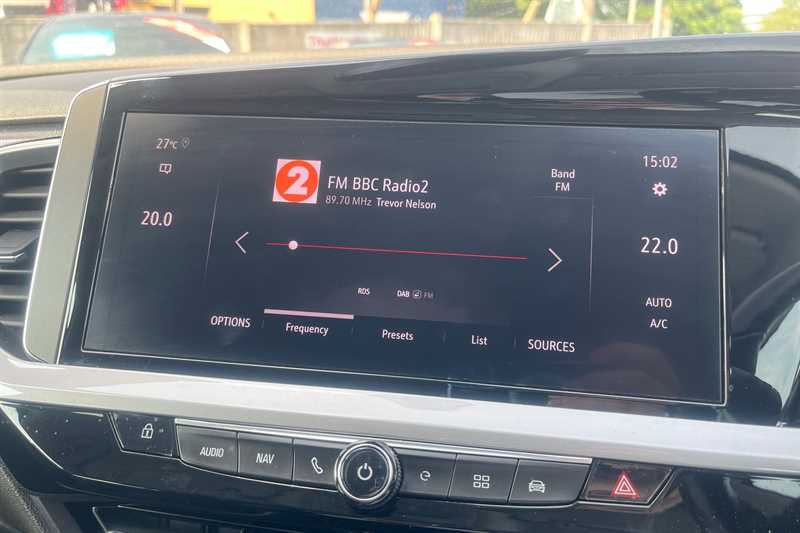 27°C
15:02
2
FM BBC Radio2
89.70 MHz Trevor Nelson
Band
FM
20.0
22.0
RDS
DAB FM
AUTO
A/C
OPTIONS
Frequency
Presets
List
SOURCES
AUDIO
NAV